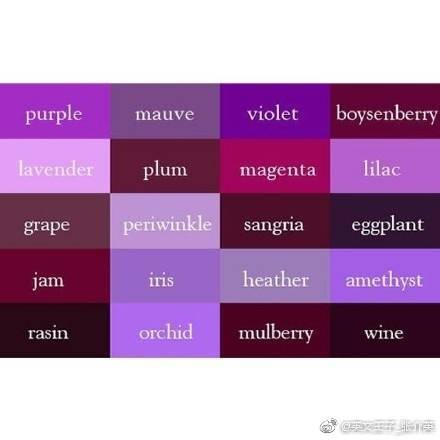 purple mauve violet boysenberry
lavender plum magenta lilac
grape periwinkle sangria eggplant
jam iris heather amethyst
rasin orchid mulberry wine